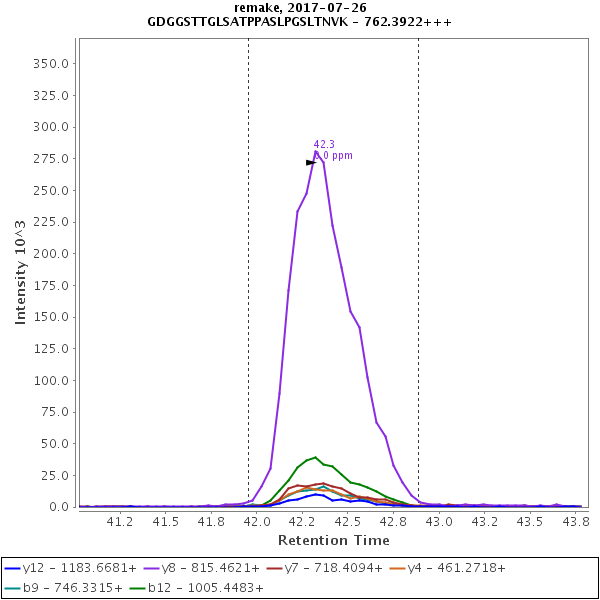 remake, 2017-07-26
GDGGSTTGLSATPPASLPGSLTNVK - 762.3922+++
350.0
325.0
300.0
275.0
250.0
225.0
200.0
175.0
150.0
125.0
100.0
75.0
50.0
25.0
0.0
Intensity 10^3
42.3
0 ppm
41.2 41.5 41.8 42.0 42.2 42.5 42.8 43.0 43.2 43.5 43.8
Retention Time
y12 - 1183.6681+ y8 - 815.4621+ y7 - 718.4094+ y4 - 461.2718+
b9 - 746.3315+ b12 - 1005.4483+